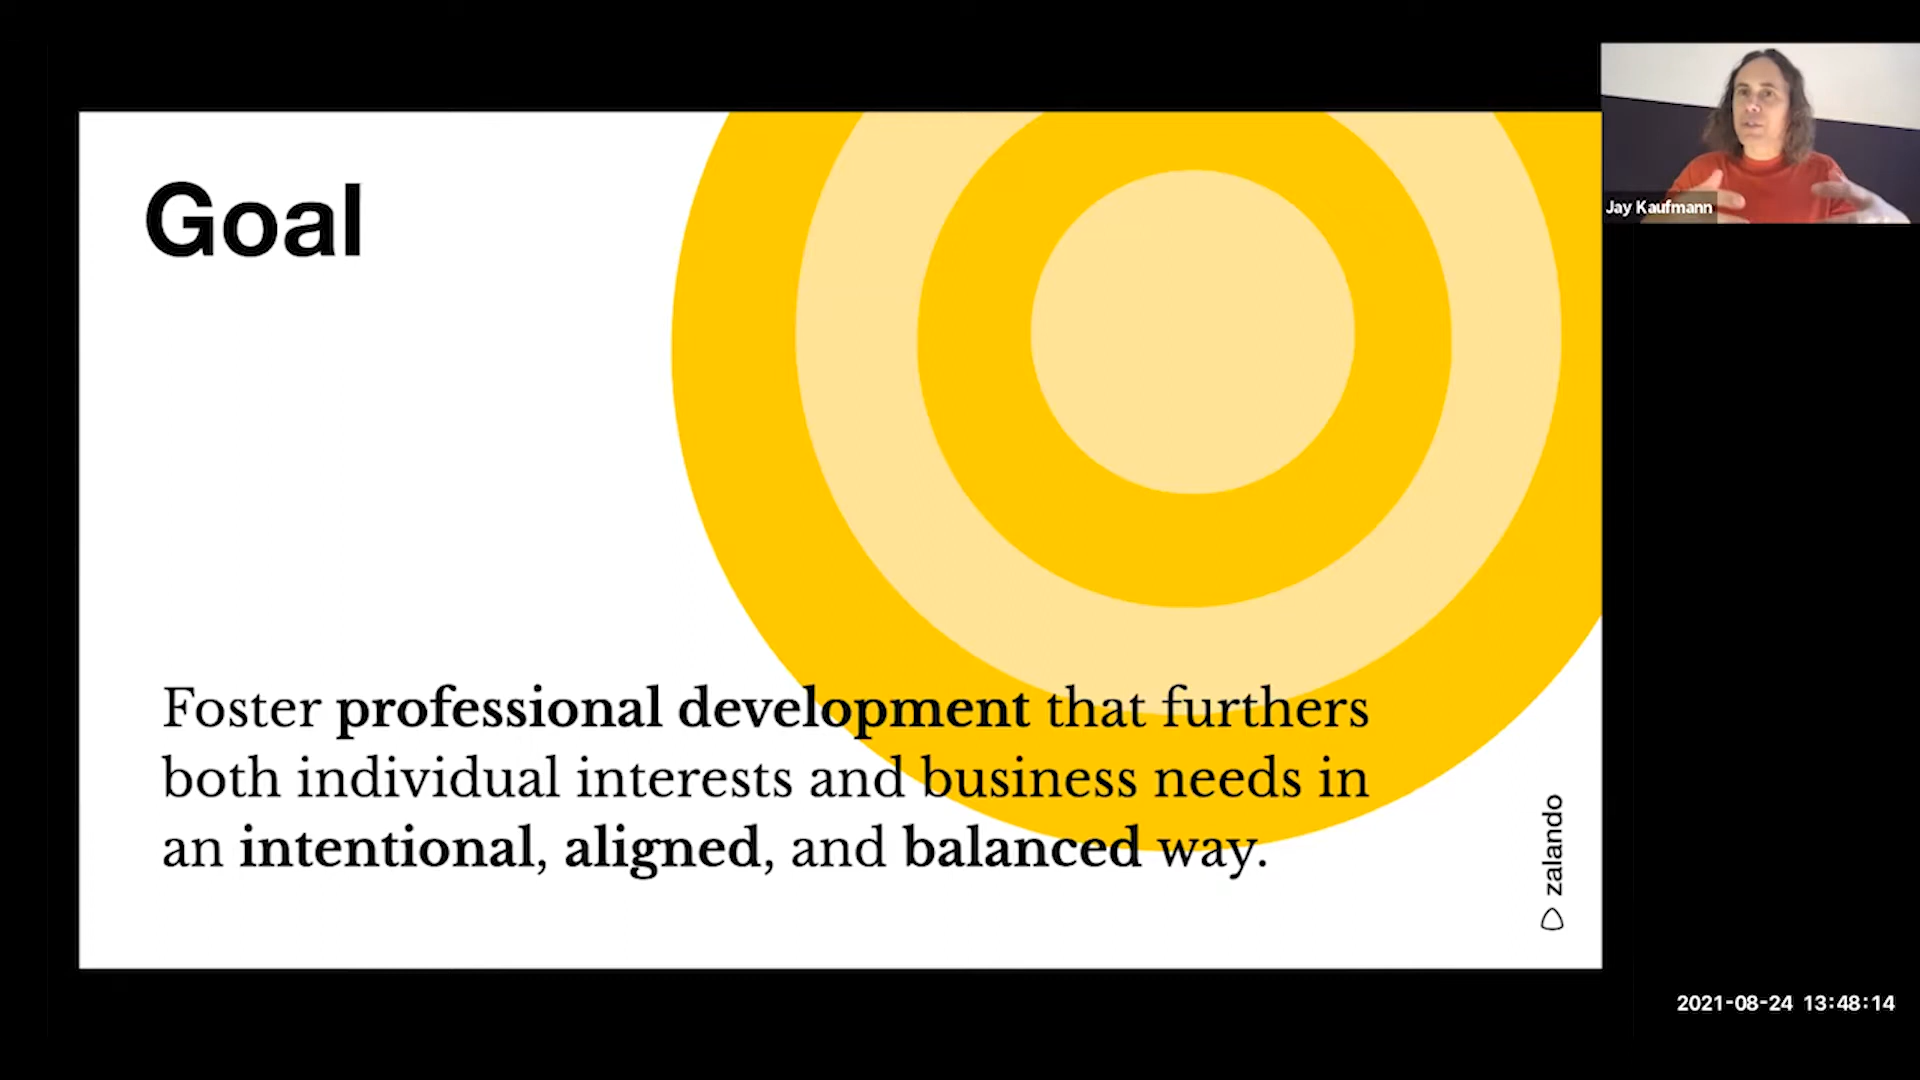 Goal
Foster professional development that furthers
both individual interests and business needs in
an intentional, aligned, and balanced way.
zalando
Jay Kaufmann
2021-08-24 13:48:14